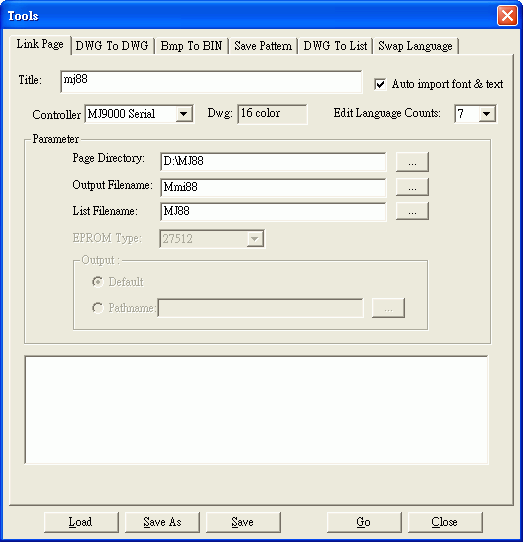 Tools
Link Page DWG To DWG Bmp To BIN Save Pattern DWG To List Swap Language
Title: mj88 Auto import font & text
Controller MJ9000 Serial Dwg: 16 color Edit Language Counts: 7
Parameter
Page Directory: D:\MJ88 ...
Output Filename: Mmi88 ...
List Filename: MJ88 ...
EPROM Type: 27512
Output :
Default
Pathname: ...
Load Save As Save Go Close